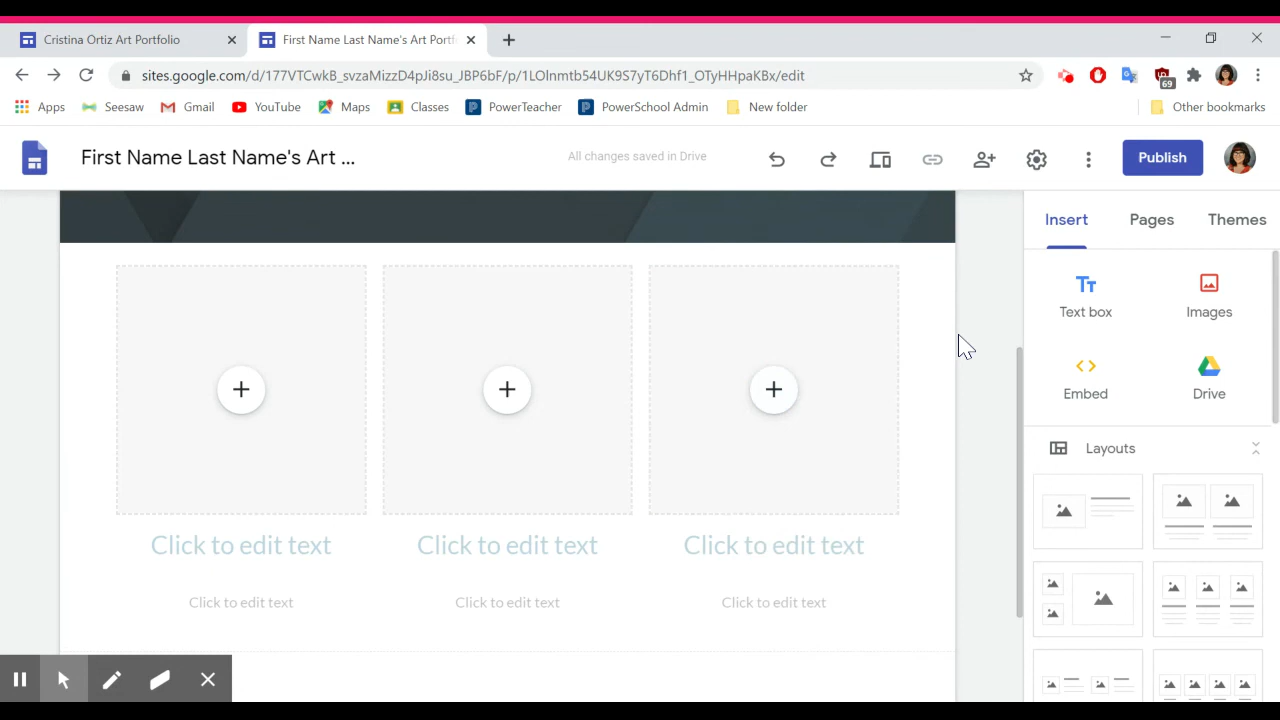 Cristina Ortiz Art Portfolio
First Name Last Name's Art Portf
sites.google.com/d/177VTCwkB_svzaMizzD4pJi8su_JBP6bF/p/1LOlnmtb54UK9S7yT6Dhf1_OTyHHpaKBx/edit
69
Apps Seesaw Gmail YouTube Maps Classes PowerTeacher PowerSchool Admin New folder Other bookmarks
First Name Last Name's Art ...
All changes saved in Drive
Publish
Insert Pages Themes
Tт
Text box Images
Embed Drive
Layouts
Click to edit text Click to edit text Click to edit text
Click to edit text Click to edit text Click to edit text